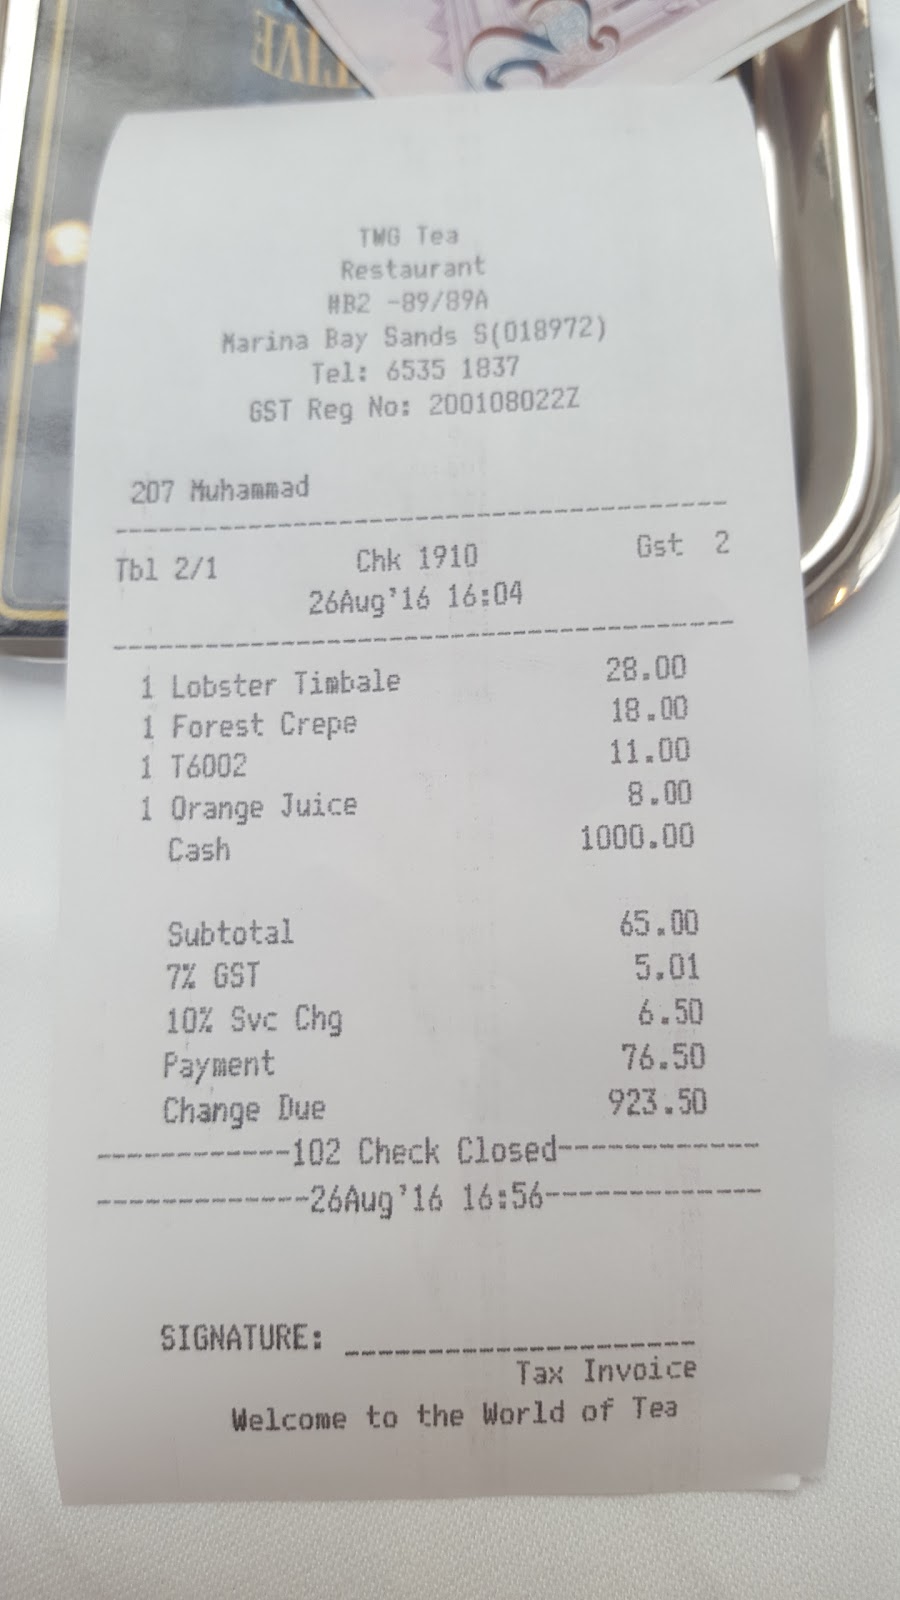 TWG Tea
Restaurant
#B2 -89/89A
Marina Bay Sands S(018972)
Tel: 6535 1837
GST Reg No: 200108022Z
207 Muhammad
Tbl 2/1 Chk 1910 Gst 2
26Aug'16 16:04
1 Lobster Timbale 28.00
1 Forest Crepe 18.00
1 T6002 11.00
1 Orange Juice 8.00
Cash 1000.00
Subtotal 65.00
7% GST 5.01
10% Svc Chg 6.50
Payment 76.50
Change Due 923.50
------------102 Check Closed------------
-------------26Aug'16 16:56-------------
SIGNATURE: _____________________
Tax Invoice
Welcome to the World of Tea